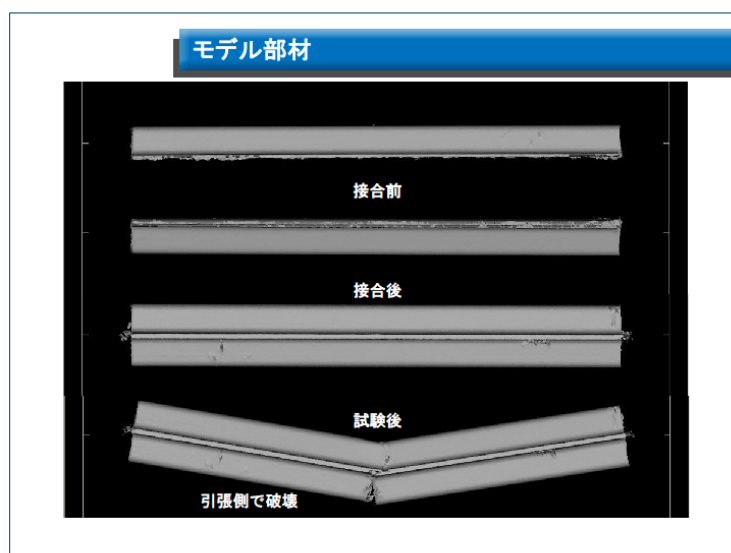 モデル部材
接合前
接合後
試験後
引張側で破壊